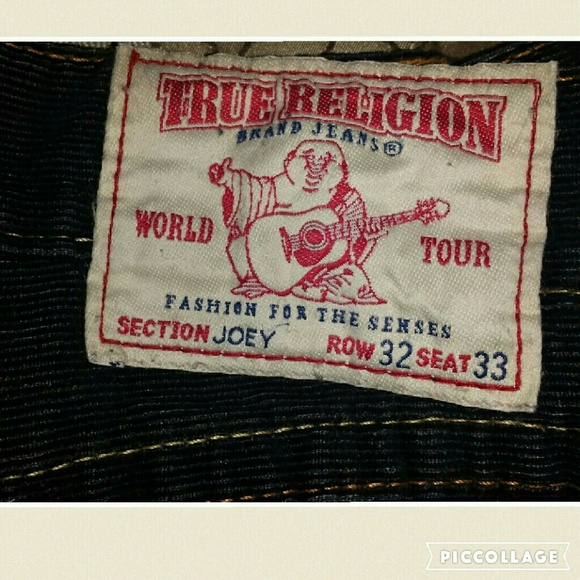 TRUE RELIGION
BRAND JEANS®
WORLD TOUR
FASHION FOR THE SENSES
SECTION JOEY ROW 32 SEAT 33
PICCOLLAGE